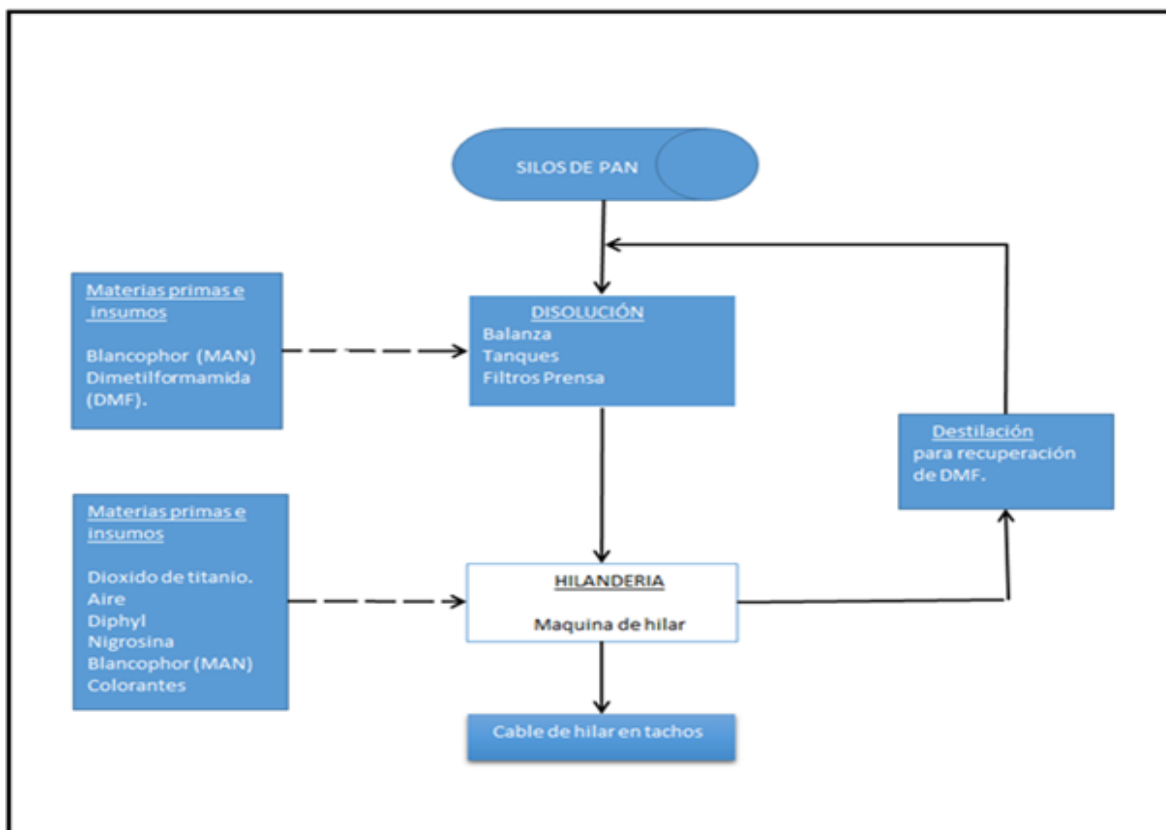 SILOS DE PAN
Materias primas e
insumos
Blancophor (MAN)
Dimetilformamida
(DMF).
DISOLUCIÓN
Balanza
Tanques
Filtros Prensa
Destilación
para recuperación
de DMF.
Materias primas e
insumos
Dioxido de titanio.
Aire
Diphyl
Nigrosina
Blancophor (MAN)
Colorantes
HILANDERIA
Maquina de hilar
Cable de hilar en tachos